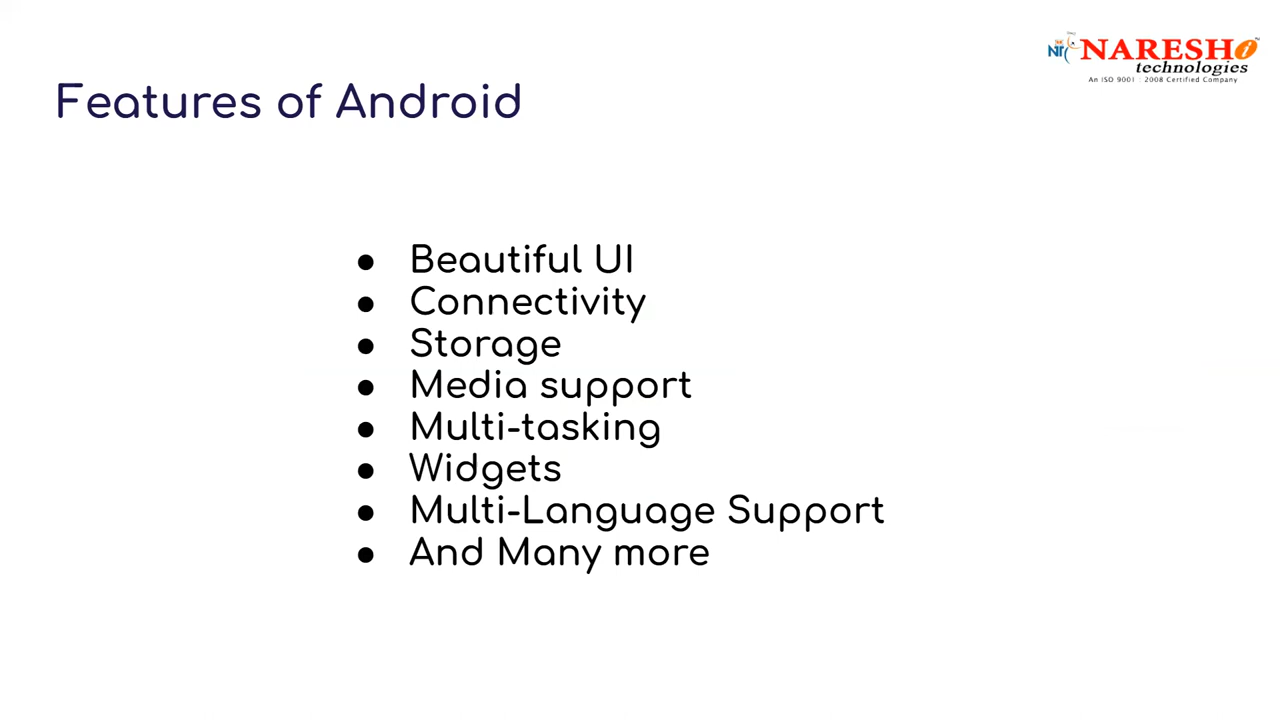 NARESH i
technologies
An ISO 9001 : 2008 Certified Company
Features of Android
● Beautiful UI
● Connectivity
● Storage
● Media support
● Multi-tasking
● Widgets
● Multi-Language Support
● And Many more